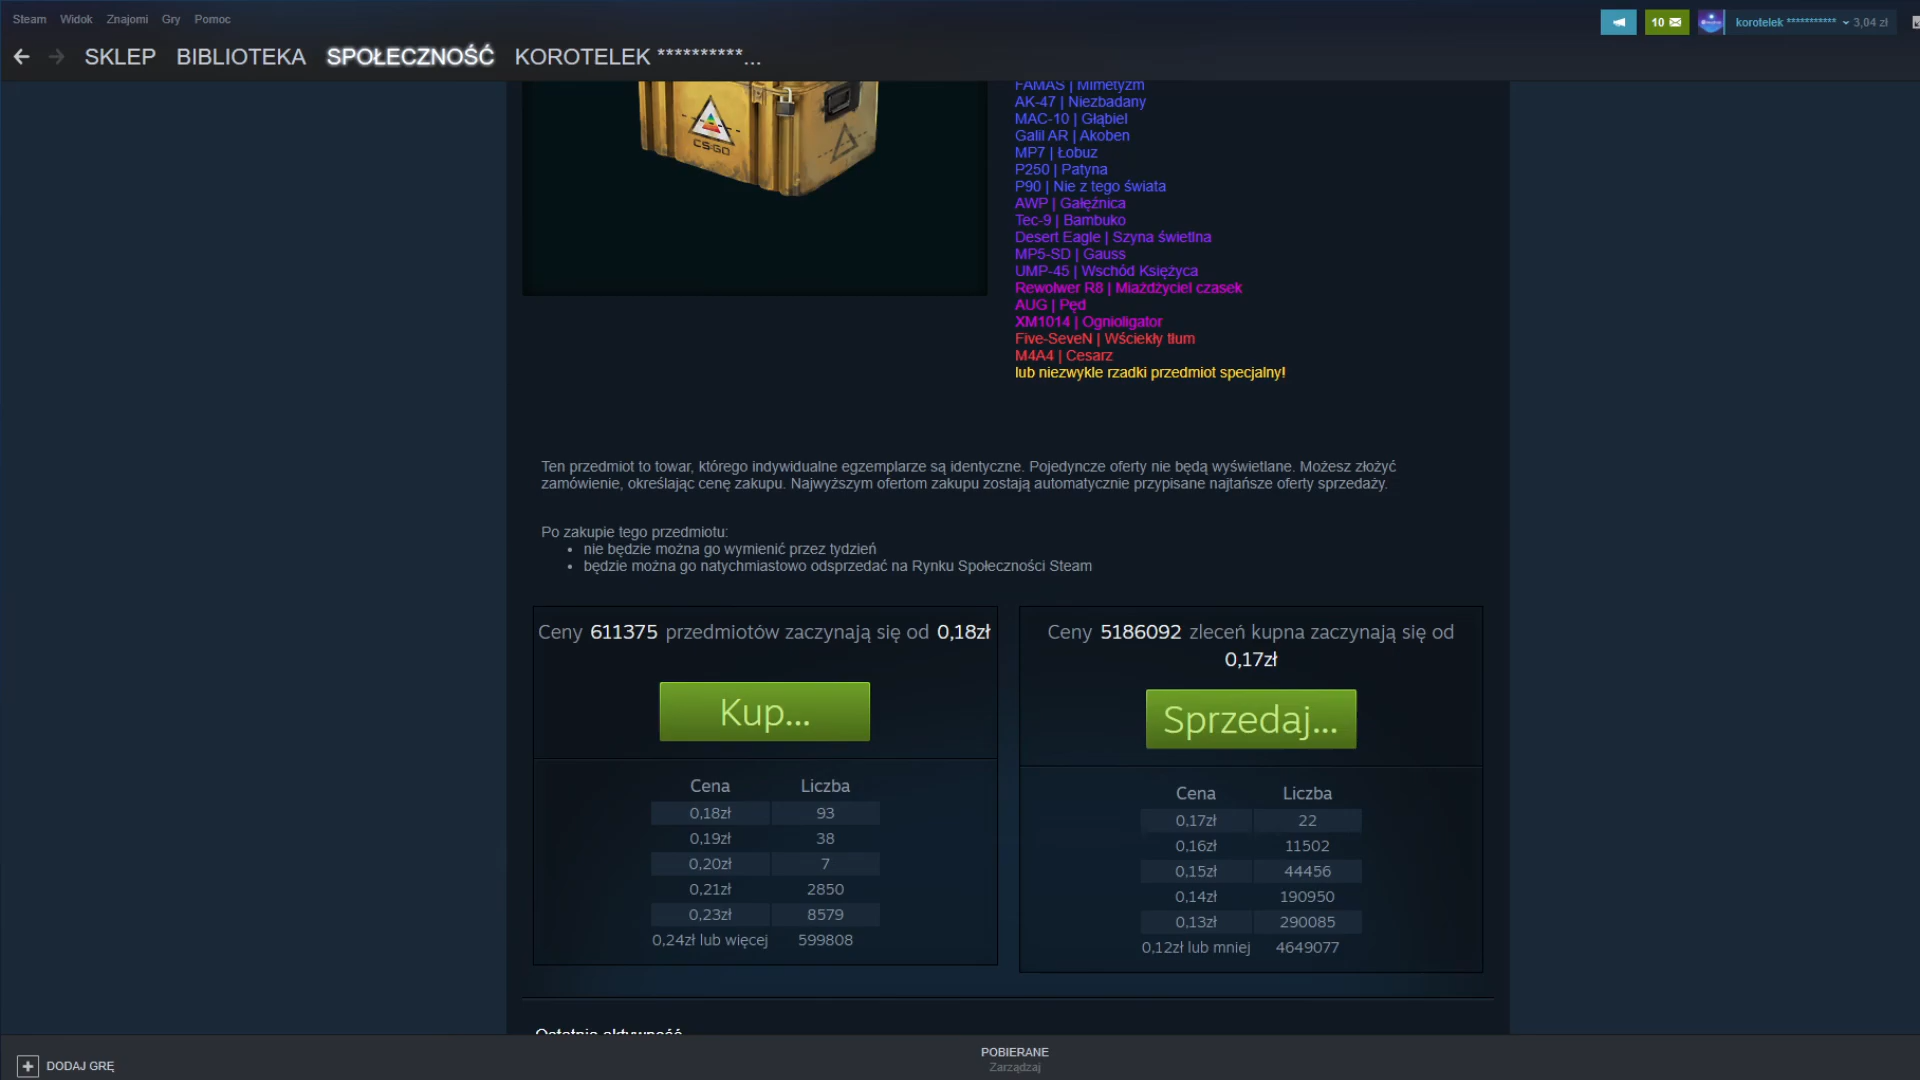 Steam Widok Znajomi Gry Pomoc
10 korotelek *********** 3,04 zł
SKLEP BIBLIOTEKA SPOŁECZNOŚĆ KOROTELEK **********...
CS:GO
FAMAS | Mimetyzm
AK-47 | Niezbadany
MAC-10 | Głąbiel
Galil AR | Akoben
MP7 | Łobuz
P250 | Patyna
P90 | Nie z tego świata
AWP | Gałęźnica
Tec-9 | Bambuko
Desert Eagle | Szyna świetlna
MP5-SD | Gauss
UMP-45 | Wschód Księżyca
Rewolwer R8 | Miażdżyciel czasek
AUG | Pęd
XM1014 | Ognioligator
Five-SeveN | Wściekły tłum
M4A4 | Cesarz
lub niezwykle rzadki przedmiot specjalny!
Ten przedmiot to towar, którego indywidualne egzemplarze są identyczne. Pojedyncze oferty nie będą wyświetlane. Możesz złożyć
zamówienie, określając cenę zakupu. Najwyższym ofertom zakupu zostają automatycznie przypisane najtańsze oferty sprzedaży.
Po zakupie tego przedmiotu:
• nie będzie można go wymienić przez tydzień
• będzie można go natychmiastowo odsprzedać na Rynku Społeczności Steam
Ceny 611375 przedmiotów zaczynają się od 0,18zł
Kup...
Cena Liczba
0,18zł 93
0,19zł 38
0,20zł 7
0,21zł 2850
0,23zł 8579
0,24zł lub więcej 599808
Ceny 5186092 zleceń kupna zaczynają się od
0,17zł
Sprzedaj...
Cena Liczba
0,17zł 22
0,16zł 11502
0,15zł 44456
0,14zł 190950
0,13zł 290085
0,12zł lub mniej 4649077
Ostatnia aktywność
DODAJ GRĘ
POBIERANE
Zarządzaj